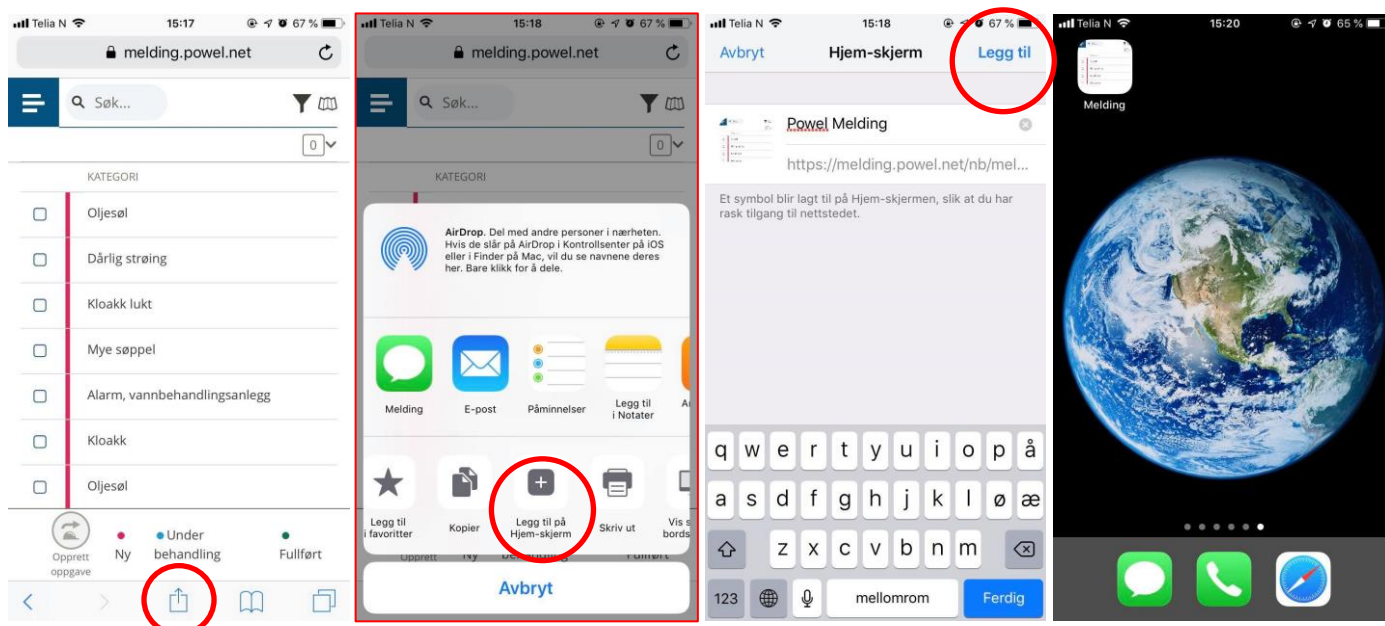 Telia N 15:17 67 %
melding.powel.net
Søk...
0
KATEGORI
Oljesøl
Dårlig strøing
Kloakk lukt
Mye søppel
Alarm, vannbehandlingsanlegg
Kloakk
Oljesøl
Opprett
oppgave
Ny
Under
behandling
Fullført
Telia N 15:18 67 %
melding.powel.net
Søk...
0
KATEGORI
AirDrop. Del med andre personer i nærheten.
Hvis de slår på AirDrop i Kontrollsenter på iOS
eller i Finder på Mac, vil du se navnene deres
her. Bare klikk for å dele.
Melding
E-post
Påminnelser
Legg til
i Notater
Legg til
i favoritter
Kopier
Legg til på
Hjem-skjerm
Skriv ut
Vis
Opprett Ny behandling Fullført
Avbryt
Telia N 15:18 67 %
Avbryt Hjem-skjerm Legg til
Powel Melding
https://melding.powel.net/nb/mel...
Et symbol blir lagt til på Hjem-skjermen, slik at du har
rask tilgang til nettstedet.
q w e r t y u i o p å
a s d f g h j k l ø æ
z x c v b n m
123 mellomrom Ferdig
Telia N 15:20 65 %
Melding